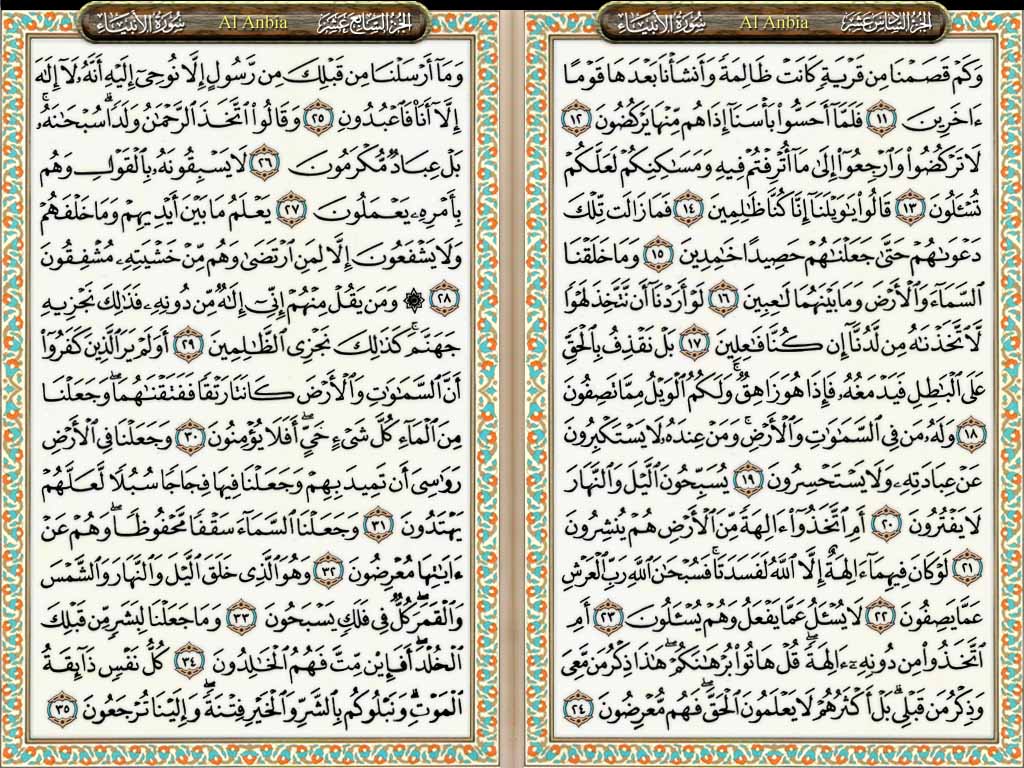 الجزء السادس عشر Al Anbia سورة الأنبياء
وَكَمْ قَصَمْنَا مِن قَرْيَةٍ كَانَتْ ظَالِمَةً وَأَنشَأْنَا بَعْدَهَا قَوْمًا
ءَاخَرِينَ ١١ فَلَمَّآ أَحَسُّوا۟ بَأْسَنَآ إِذَا هُم مِّنْهَا يَرْكُضُونَ ١٢
لَا تَرْكُضُوا۟ وَٱرْجِعُوٓا۟ إِلَىٰ مَآ أُتْرِفْتُمْ فِيهِ وَمَسَـٰكِنِكُمْ لَعَلَّكُمْ
تُسْـَٔلُونَ ١٣ قَالُوا۟ يَـٰوَيْلَنَآ إِنَّا كُنَّا ظَـٰلِمِينَ ١٤ فَمَا زَالَت تِّلْكَ
دَعْوَىٰهُمْ حَتَّىٰ جَعَلْنَـٰهُمْ حَصِيدًا خَـٰمِدِينَ ١٥ وَمَا خَلَقْنَا
ٱلسَّمَآءَ وَٱلْأَرْضَ وَمَا بَيْنَهُمَا لَـٰعِبِينَ ١٦ لَوْ أَرَدْنَآ أَن نَّتَّخِذَ لَهْوًا
لَّٱتَّخَذْنَـٰهُ مِن لَّدُنَّآ إِن كُنَّا فَـٰعِلِينَ ١٧ بَلْ نَقْذِفُ بِٱلْحَقِّ
عَلَى ٱلْبَـٰطِلِ فَيَدْمَغُهُۥ فَإِذَا هُوَ زَاهِقٌ ۚ وَلَكُمُ ٱلْوَيْلُ مِمَّا تَصِفُونَ
١٨ وَلَهُۥ مَن فِى ٱلسَّمَـٰوَٰتِ وَٱلْأَرْضِ ۚ وَمَنْ عِندَهُۥ لَا يَسْتَكْبِرُونَ
عَنْ عِبَادَتِهِۦ وَلَا يَسْتَحْسِرُونَ ١٩ يُسَبِّحُونَ ٱلَّيْلَ وَٱلنَّهَارَ
لَا يَفْتُرُونَ ٢٠ أَمِ ٱتَّخَذُوٓا۟ ءَالِهَةً مِّنَ ٱلْأَرْضِ هُمْ يُنشِرُونَ
٢١ لَوْ كَانَ فِيهِمَآ ءَالِهَةٌ إِلَّا ٱللَّهُ لَفَسَدَتَا ۚ فَسُبْحَـٰنَ ٱللَّهِ رَبِّ ٱلْعَرْشِ
عَمَّا يَصِفُونَ ٢٢ لَا يُسْـَٔلُ عَمَّا يَفْعَلُ وَهُمْ يُسْـَٔلُونَ ٢٣ أَمِ
ٱتَّخَذُوا۟ مِن دُونِهِۦٓ ءَالِهَةً ۖ قُلْ هَاتُوا۟ بُرْهَـٰنَكُمْ ۖ هَـٰذَا ذِكْرُ مَن مَّعِىَ
وَذِكْرُ مَن قَبْلِى ۗ بَلْ أَكْثَرُهُمْ لَا يَعْلَمُونَ ٱلْحَقَّ ۖ فَهُم مُّعْرِضُونَ ٢٤
الجزء السابع عشر Al Anbia سورة الأنبياء
وَمَآ أَرْسَلْنَا مِن قَبْلِكَ مِن رَّسُولٍ إِلَّا نُوحِىٓ إِلَيْهِ أَنَّهُۥ لَآ إِلَـٰهَ
إِلَّآ أَنَا۠ فَٱعْبُدُونِ ٢٥ وَقَالُوا۟ ٱتَّخَذَ ٱلرَّحْمَـٰنُ وَلَدًا ۗ سُبْحَـٰنَهُۥ ۚ
بَلْ عِبَادٌ مُّكْرَمُونَ ٢٦ لَا يَسْبِقُونَهُۥ بِٱلْقَوْلِ وَهُم
بِأَمْرِهِۦ يَعْمَلُونَ ٢٧ يَعْلَمُ مَا بَيْنَ أَيْدِيهِمْ وَمَا خَلْفَهُمْ
وَلَا يَشْفَعُونَ إِلَّا لِمَنِ ٱرْتَضَىٰ وَهُم مِّنْ خَشْيَتِهِۦ مُشْفِقُونَ
٢٨ ۞ وَمَن يَقُلْ مِنْهُمْ إِنِّىٓ إِلَـٰهٌ مِّن دُونِهِۦ فَذَٰلِكَ نَجْزِيهِ
جَهَنَّمَ ۚ كَذَٰلِكَ نَجْزِى ٱلظَّـٰلِمِينَ ٢٩ أَوَلَمْ يَرَ ٱلَّذِينَ كَفَرُوٓا۟
أَنَّ ٱلسَّمَـٰوَٰتِ وَٱلْأَرْضَ كَانَتَا رَتْقًا فَفَتَقْنَـٰهُمَا ۖ وَجَعَلْنَا
مِنَ ٱلْمَآءِ كُلَّ شَىْءٍ حَىٍّ ۖ أَفَلَا يُؤْمِنُونَ ٣٠ وَجَعَلْنَا فِى ٱلْأَرْضِ
رَوَٰسِىَ أَن تَمِيدَ بِهِمْ وَجَعَلْنَا فِيهَا فِجَاجًا سُبُلًا لَّعَلَّهُمْ
يَهْتَدُونَ ٣١ وَجَعَلْنَا ٱلسَّمَآءَ سَقْفًا مَّحْفُوظًا ۖ وَهُمْ عَنْ
ءَايَـٰتِهَا مُعْرِضُونَ ٣٢ وَهُوَ ٱلَّذِى خَلَقَ ٱلَّيْلَ وَٱلنَّهَارَ وَٱلشَّمْسَ
وَٱلْقَمَرَ ۖ كُلٌّ فِى فَلَكٍ يَسْبَحُونَ ٣٣ وَمَا جَعَلْنَا لِبَشَرٍ مِّن قَبْلِكَ
ٱلْخُلْدَ ۖ أَفَإِي۟ن مِّتَّ فَهُمُ ٱلْخَـٰلِدُونَ ٣٤ كُلُّ نَفْسٍ ذَآئِقَةُ
ٱلْمَوْتِ ۗ وَنَبْلُوكُم بِٱلشَّرِّ وَٱلْخَيْرِ فِتْنَةً ۖ وَإِلَيْنَا تُرْجَعُونَ ٣٥